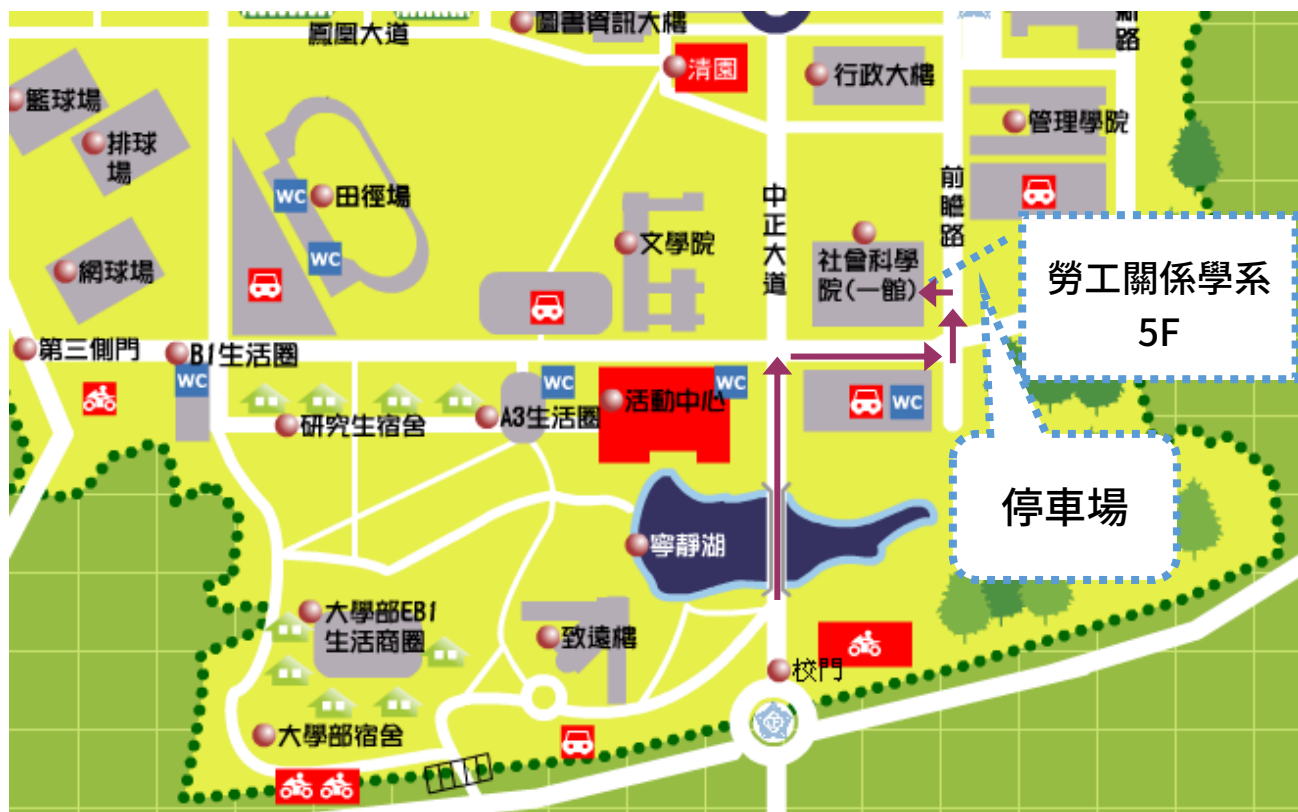 鳳凰大道
圖書資訊大樓
清園
行政大樓
籃球場
排球
場
管理學院
WC
田徑場
中正大道
前瞻路
新路
文學院
WC
網球場
社會科學
院(一館)
勞工關係學系
5F
第三側門
B1生活圈
WC
WC
WC
活動中心
WC
研究生宿舍
A3生活圈
停車場
寧靜湖
大學部EB1
生活商圈
致遠樓
校門
大學部宿舍